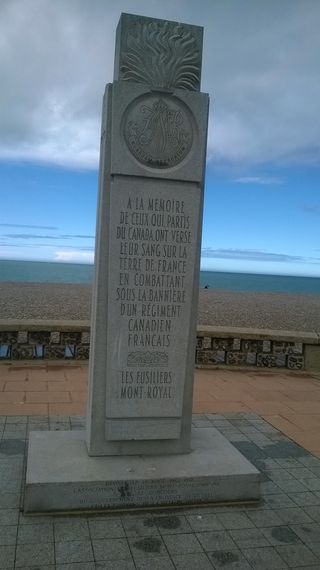 A LA MEMOIRE
DE CEUX QUI, PARTIS
DU CANADA, ONT VERSE
LEUR SANG SUR LA
TERRE DE FRANCE
EN COMBATTANT
SOUS LA BANNIERE
D'UN REGIMENT
CANADIEN
FRANCAIS
LES FUSILIERS
MONT ROYAL